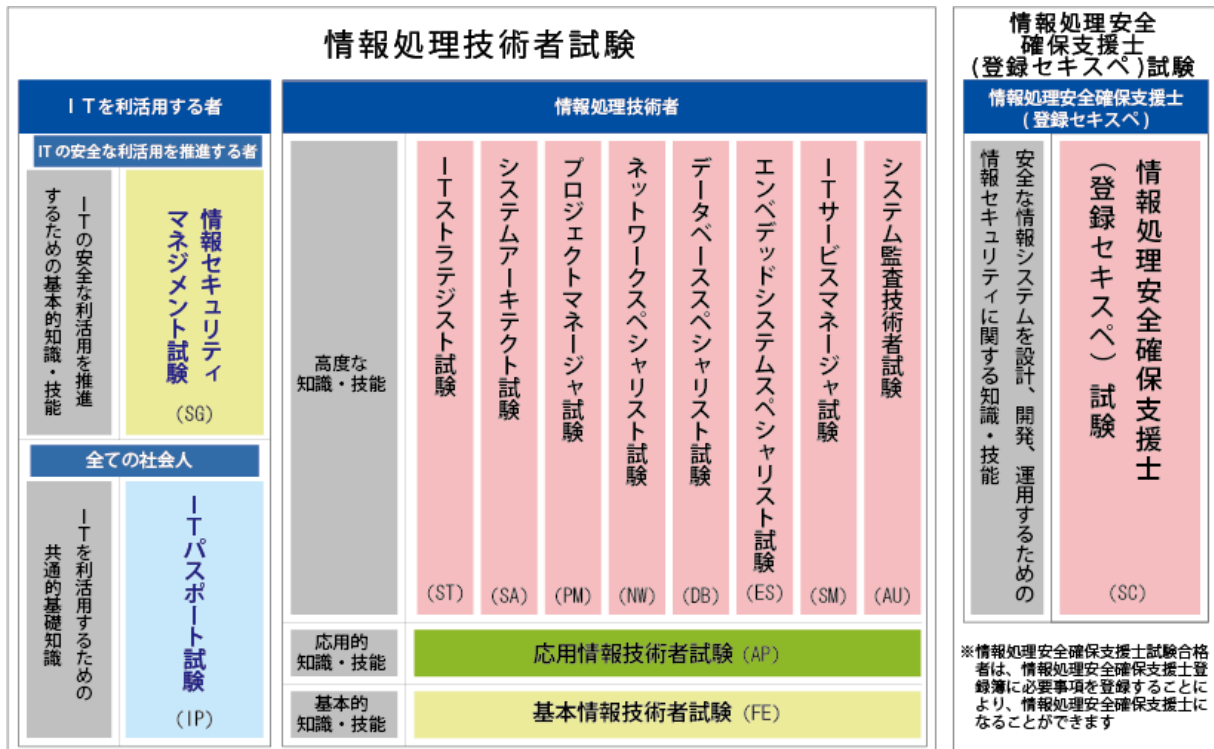 情報処理技術者試験
ITを利活用する者
ITの安全な利活用を推進する者
ITの安全な利活用を推進
するための基本的知識・技能
情報セキュリティ
マネジメント試験
(SG)
全ての社会人
ITを利活用するための
共通的基礎知識
ITパスポート試験
(IP)
情報処理技術者
高度な
知識・技能
ITストラテジスト試験
(ST)
システムアーキテクト試験
(SA)
プロジェクトマネージャ試験
(PM)
ネットワークスペシャリスト試験
(NW)
データベーススペシャリスト試験
(DB)
エンベデッドシステムスペシャリスト試験
(ES)
ITサービスマネージャ試験
(SM)
システム監査技術者試験
(AU)
応用的
知識・技能
応用情報技術者試験(AP)
基本的
知識・技能
基本情報技術者試験(FE)
情報処理安全
確保支援士
(登録セキスペ)試験
情報処理安全確保支援士
(登録セキスペ)
安全な情報システムを設計、開発、運用するための
情報セキュリティに関する知識・技能
情報処理安全確保支援士
(登録セキスペ)試験
(SC)
※情報処理安全確保支援士試験合格
者は、情報処理安全確保支援士登
録簿に必要事項を登録することに
より、情報処理安全確保支援士に
なることができます